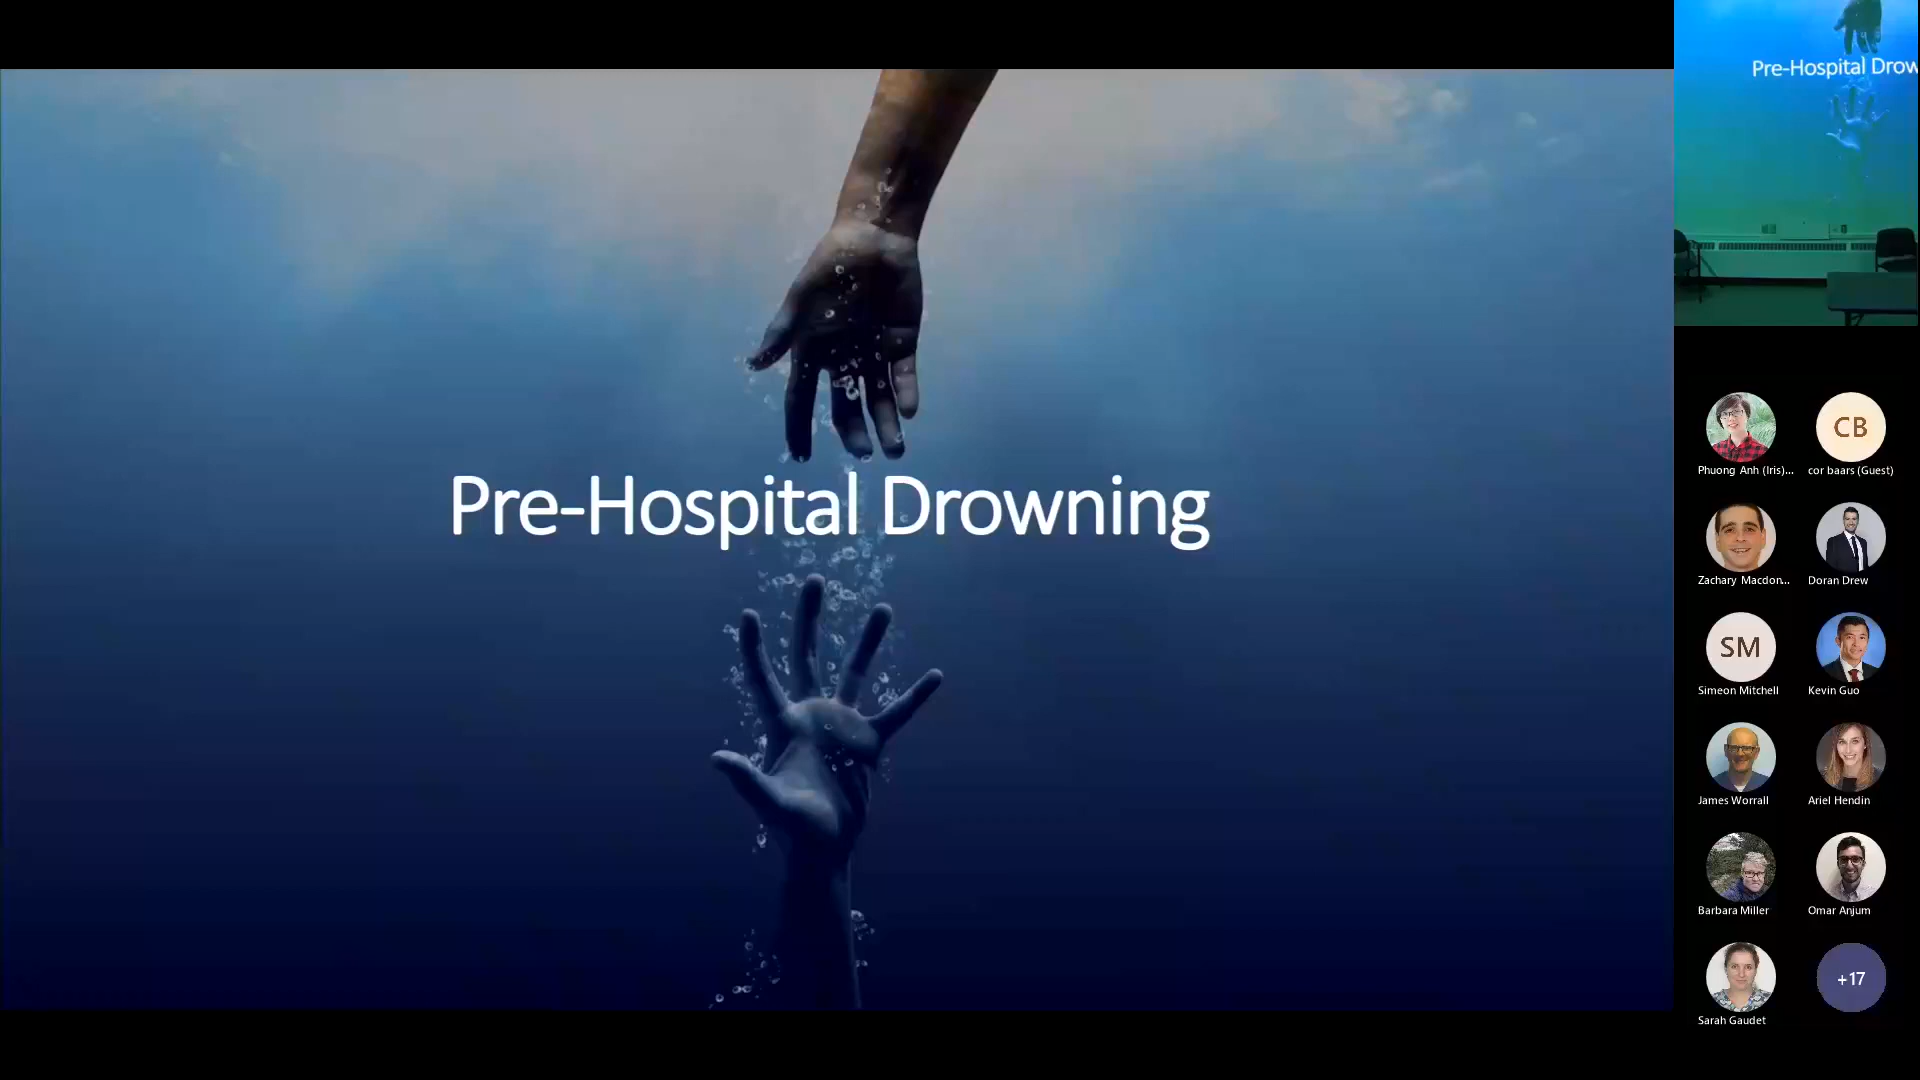 Pre-Hospital Drowning
Pre-Hospital Drow
Phuong Anh (Iris)...
CB
cor baars (Guest)
Zachary Macdon...
Doran Drew
SM
Simeon Mitchell
Kevin Guo
James Worrall
Ariel Hendin
Barbara Miller
Omar Anjum
Sarah Gaudet
+17